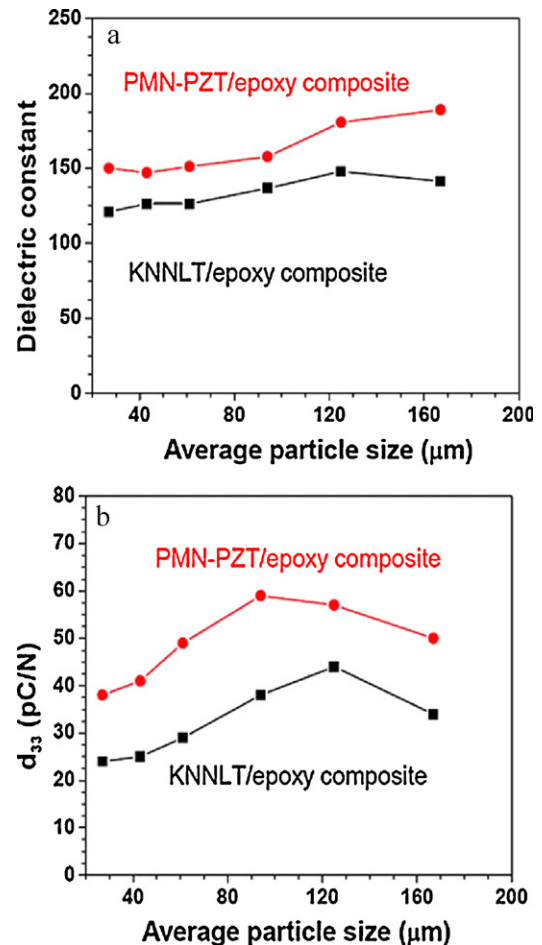 a
250
PMN-PZT/epoxy composite
200
150
100
KNNLT/epoxy composite
50
0
40 80 120 160 200
Dielectric constant
Average particle size (μm)
b
80
70
PMN-PZT/epoxy composite
60
50
40
30
20
KNNLT/epoxy composite
10
0
40 80 120 160 200
d₃₃ (pC/N)
Average particle size (μm)